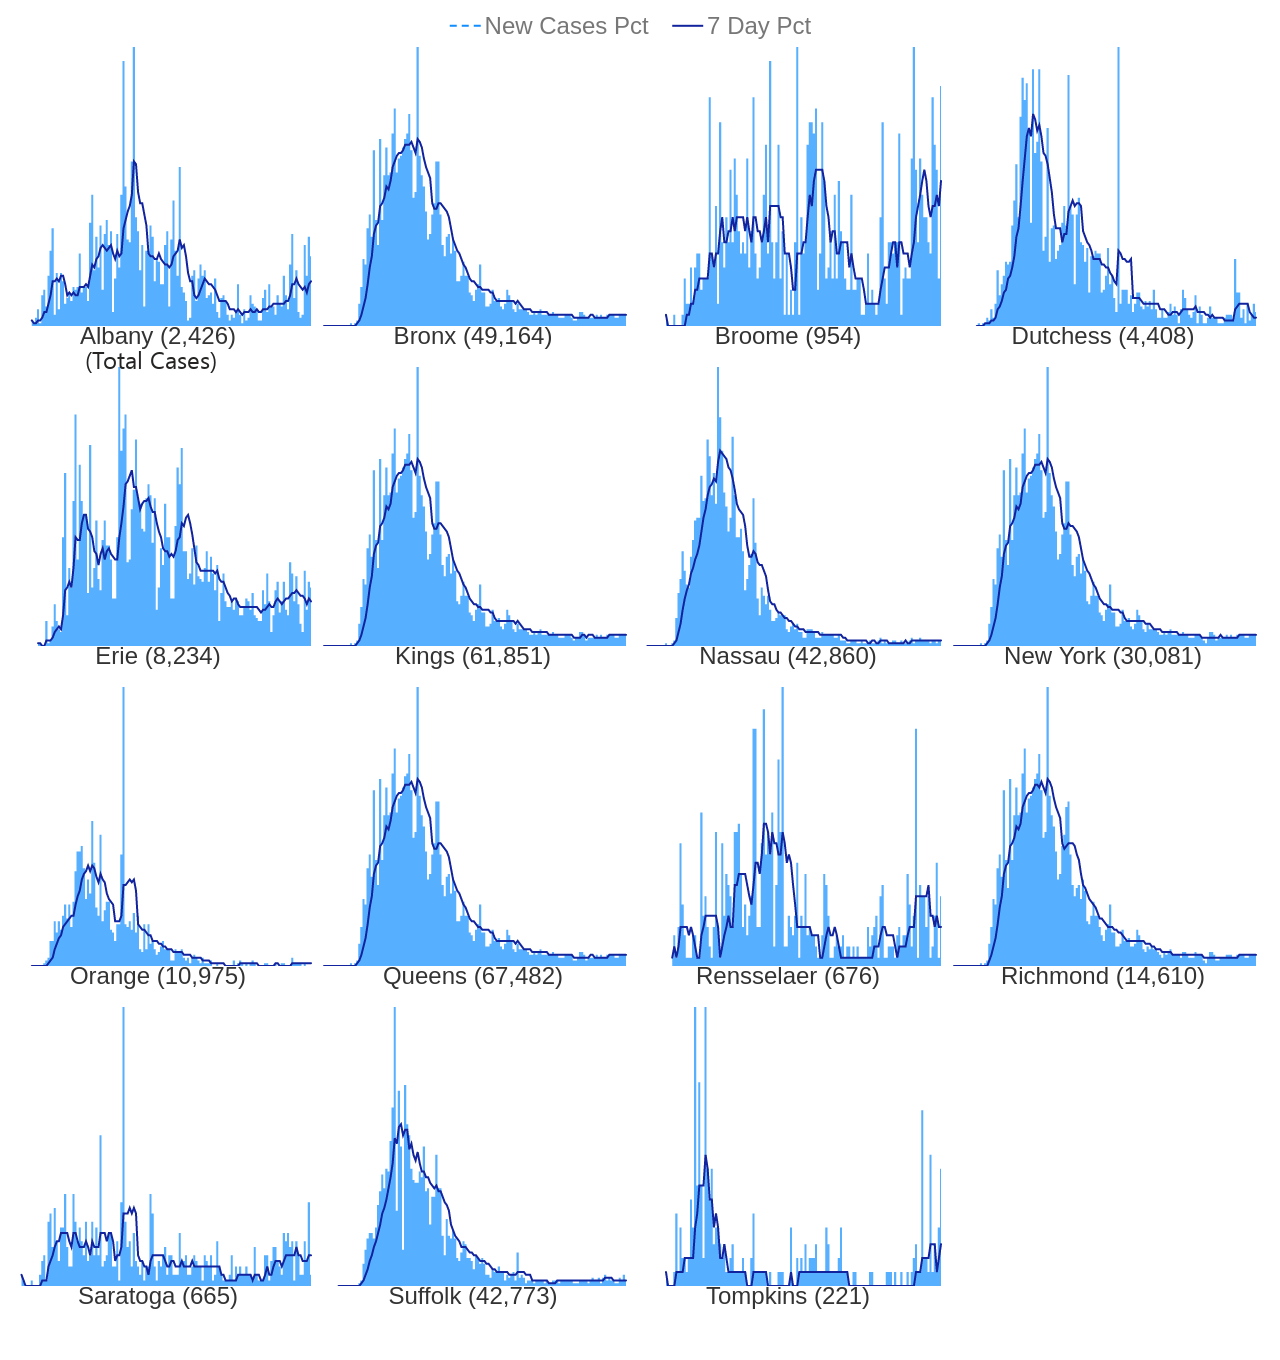 New Cases Pct 7 Day Pct
Albany (2,426) Bronx (49,164) Broome (954) Dutchess (4,408)
(Total Cases)
Erie (8,234) Kings (61,851) Nassau (42,860) New York (30,081)
Orange (10,975) Queens (67,482) Rensselaer (676) Richmond (14,610)
Saratoga (665) Suffolk (42,773) Tompkins (221)